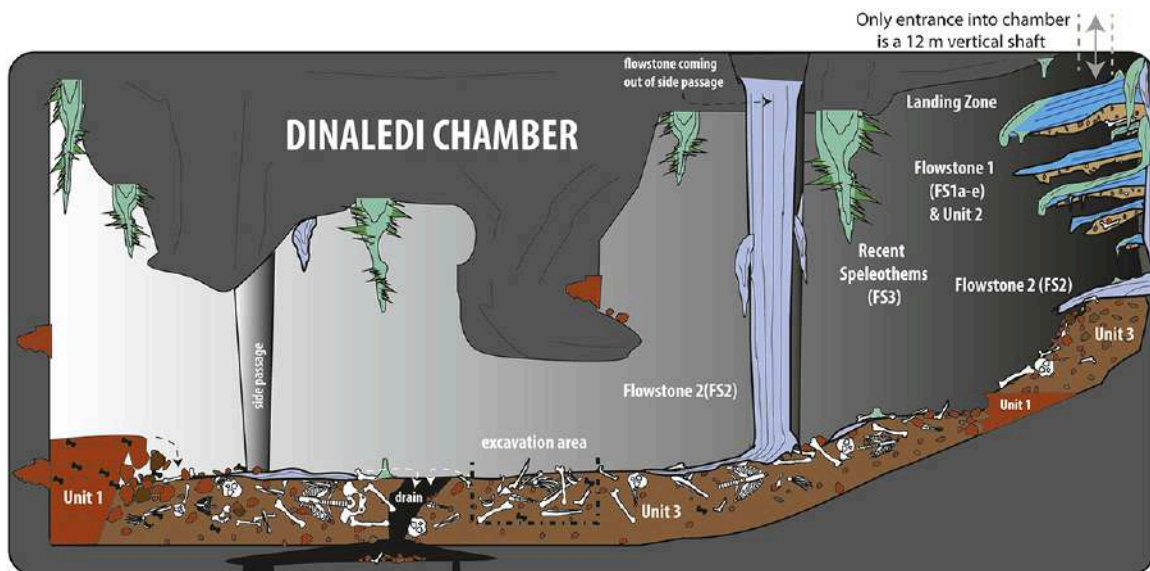 Only entrance into chamber
is a 12 m vertical shaft
flowstone coming
out of side passage
Landing Zone
DINALEDI CHAMBER
Flowstone 1
(FS1a-e)
& Unit 2
Recent
Speleothems
(FS3)
Flowstone 2 (FS2)
Unit 3
side passage
Flowstone 2(FS2)
Unit 1
excavation area
Unit 1
drain
Unit 3